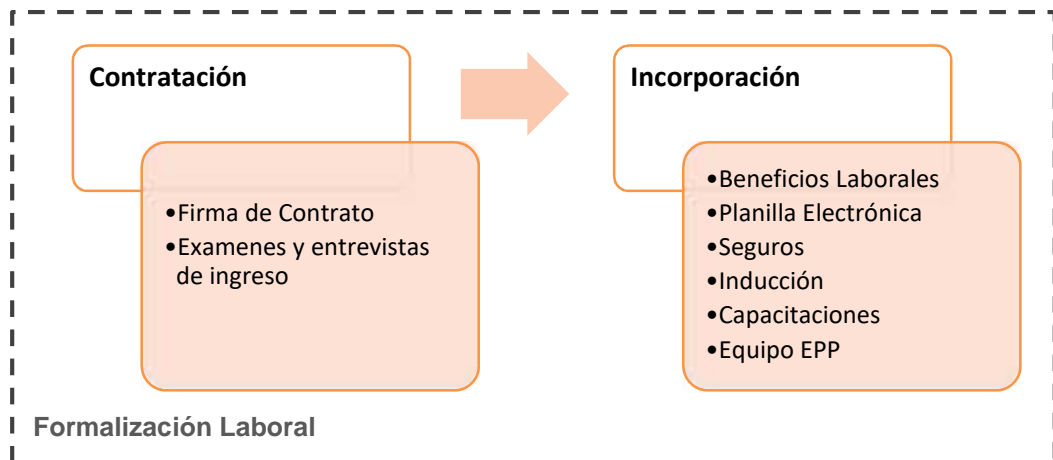 Contratación
•Firma de Contrato
•Examenes y entrevistas
de ingreso
Incorporación
•Beneficios Laborales
•Planilla Electrónica
•Seguros
•Inducción
•Capacitaciones
•Equipo EPP
Formalización Laboral